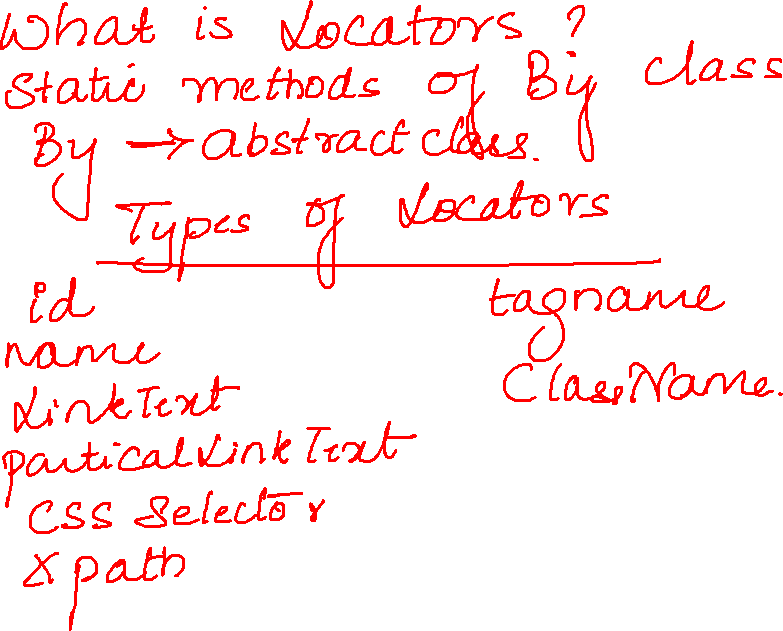 What is Locators ?
Static methods of By class
By → abstract class.
Types of Locators
id
name
LinkText
particalLinkText
CSS Selector
Xpath
tagname
ClassName.